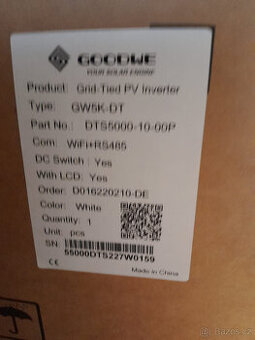 GOODWE
YOUR SOLAR ENGINE
Product: Grid-Tied PV Inverter
Type: GW5K-DT
Part No.: DTS5000-10-00P
Com: WiFi+RS485
DC Switch : Yes
With LCD: Yes
Order: D016220210-DE
Color: White
Quantity: 1
Unit: pcs
SN:
55000DTS227W0159
CE
Made in China